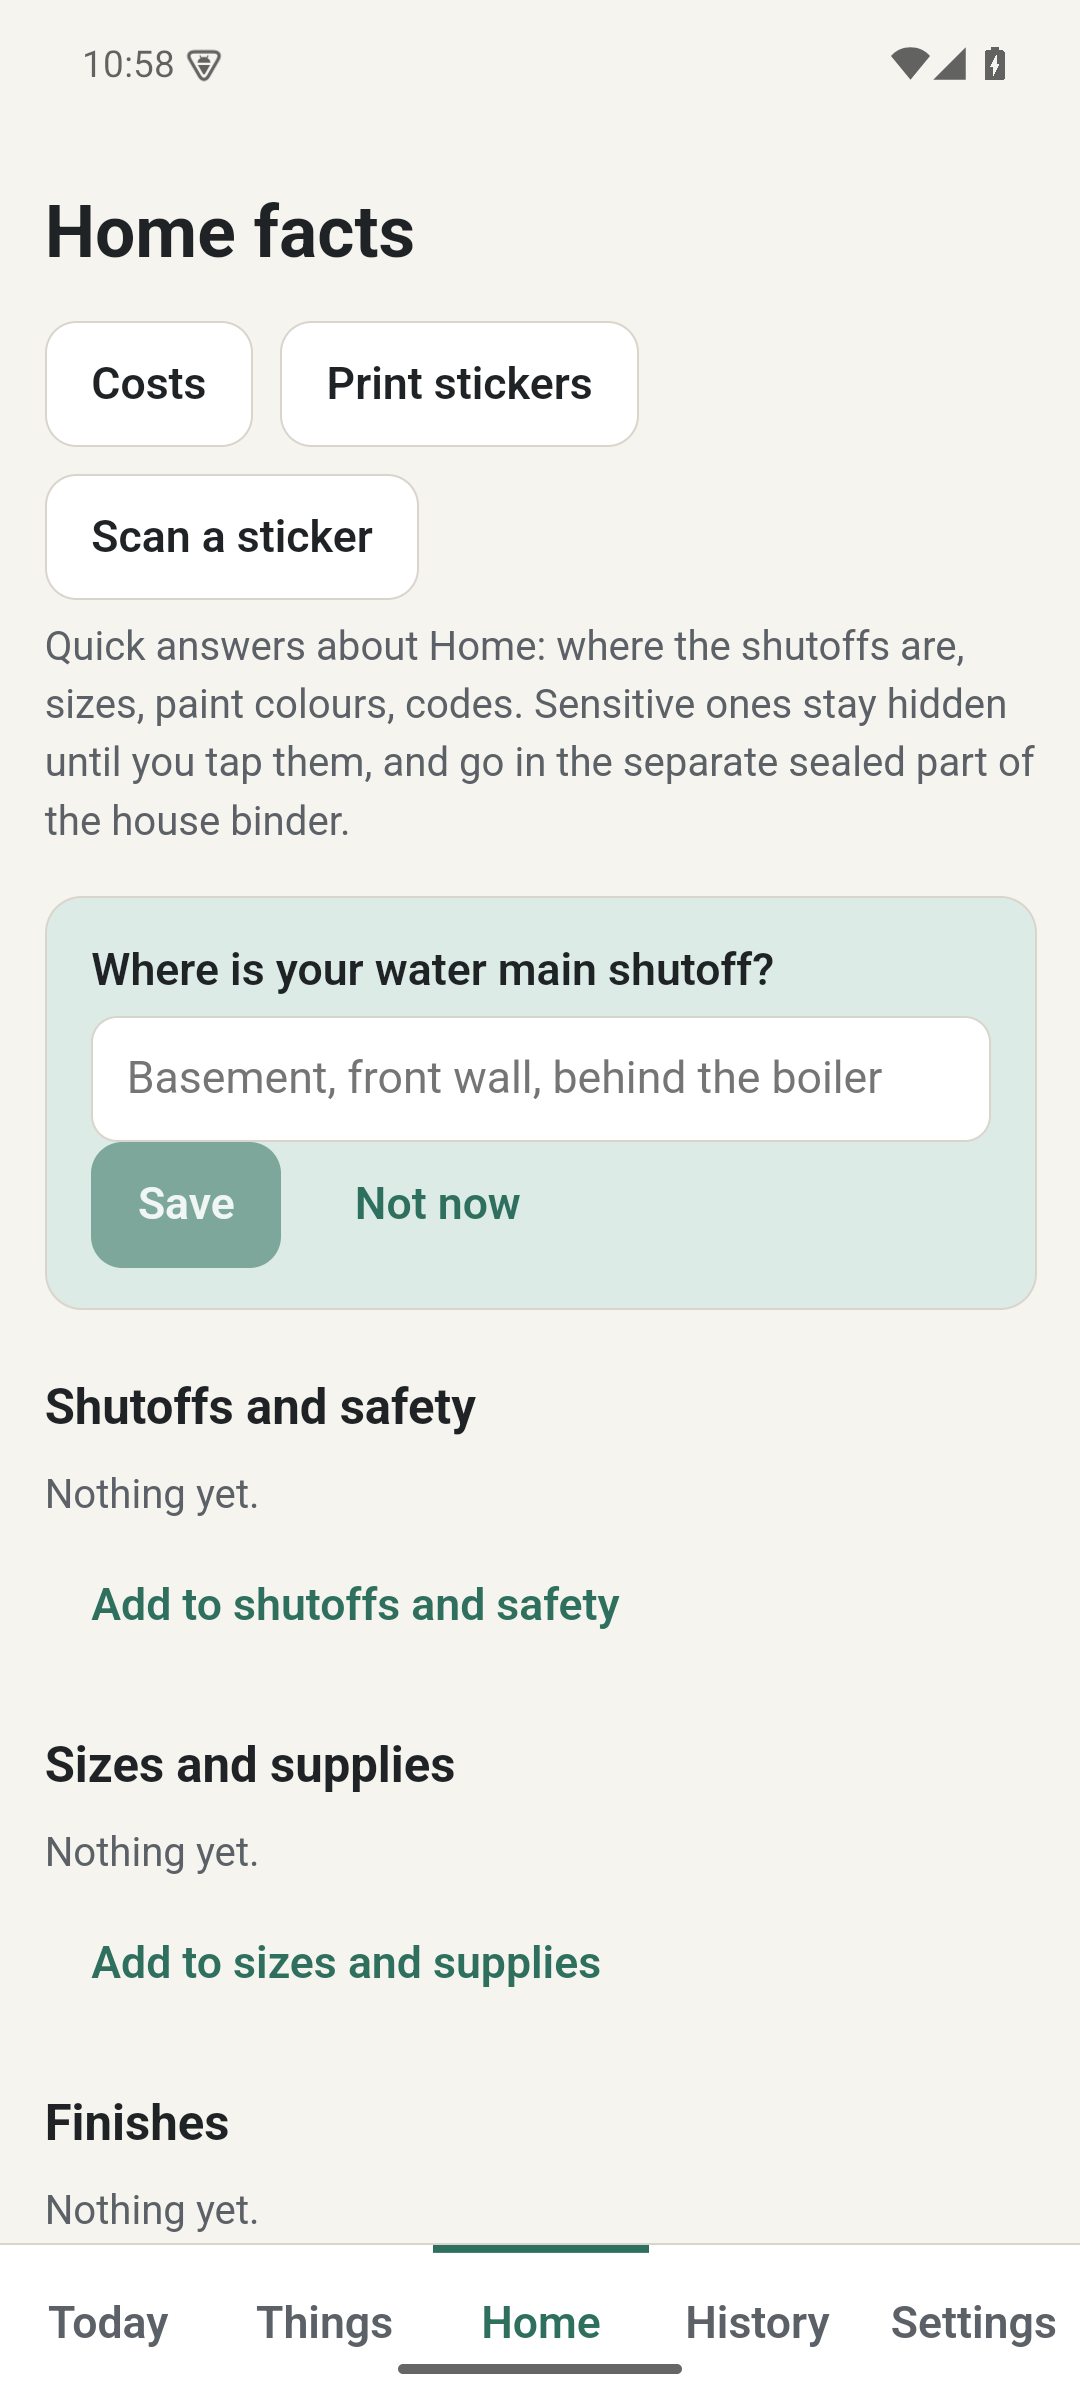 10:58
Home facts
Costs
Print stickers
Scan a sticker
Quick answers about Home: where the shutoffs are,
sizes, paint colours, codes. Sensitive ones stay hidden
until you tap them, and go in the separate sealed part of
the house binder.
Where is your water main shutoff?
Basement, front wall, behind the boiler
Save
Not now
Shutoffs and safety
Nothing yet.
Add to shutoffs and safety
Sizes and supplies
Nothing yet.
Add to sizes and supplies
Finishes
Nothing yet.
Today
Things
Home
History
Settings